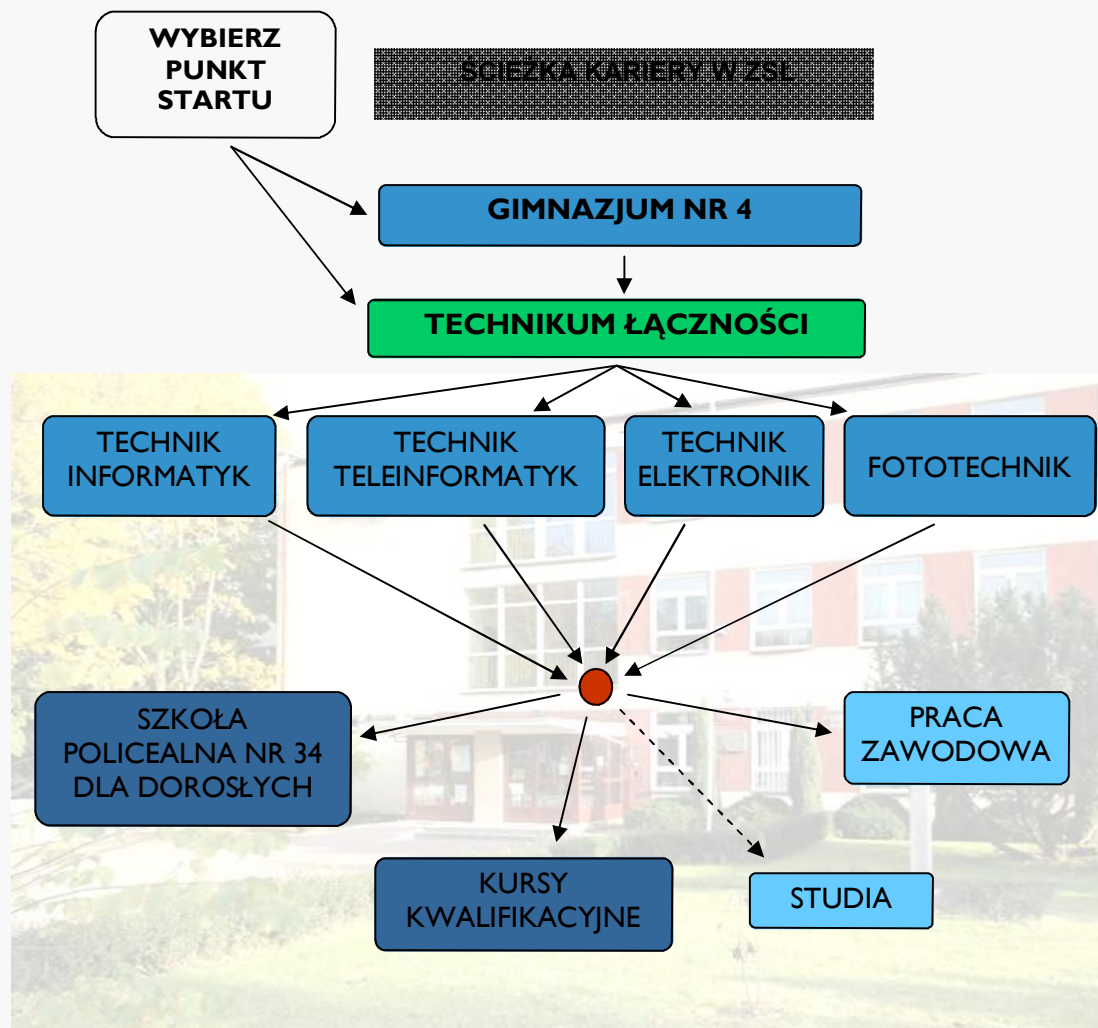 WYBIERZ
PUNKT
STARTU
ŚCIEŻKA KARIERY W ZSŁ
GIMNAZJUM NR 4
TECHNIKUM ŁĄCZNOŚCI
TECHNIK
INFORMATYK
TECHNIK
TELEINFORMATYK
TECHNIK
ELEKTRONIK
FOTOTECHNIK
SZKOŁA
POLICEALNA NR 34
DLA DOROSŁYCH
PRACA
ZAWODOWA
KURSY
KWALIFIKACYJNE
STUDIA